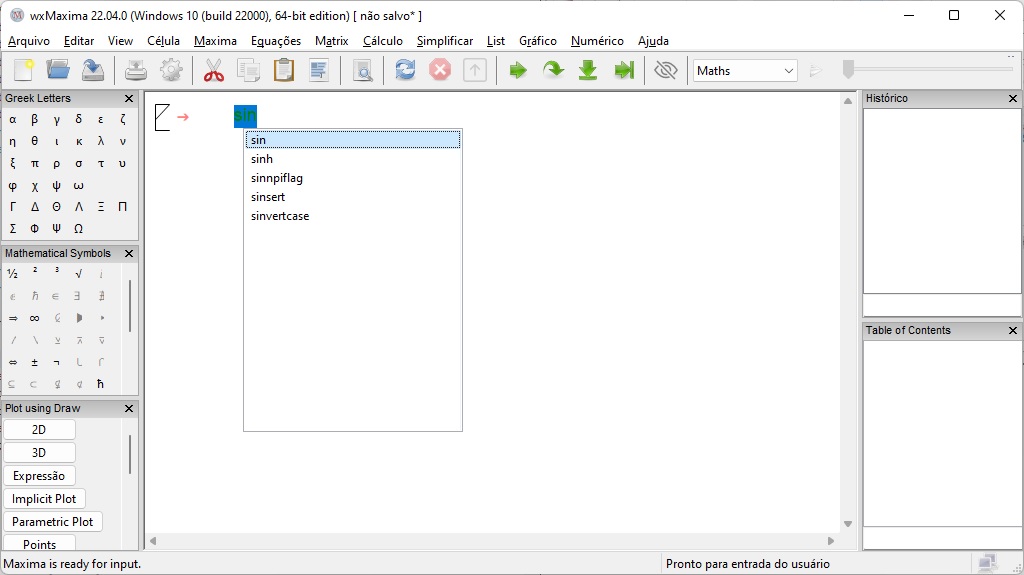 wxMaxima 22.04.0 (Windows 10 (build 22000), 64-bit edition) [ não salvo* ]
Arquivo Editar View Célula Maxima Equações Matrix Cálculo Simplificar List Gráfico Numérico Ajuda
Maths
Greek Letters
α β γ δ ε ζ
η θ ι κ λ ν
ξ π ρ σ τ υ
φ χ ψ ω
Γ Δ Θ Λ Ξ Π
Σ Φ Ψ Ω
Mathematical Symbols
½ ² ³ √ i
e ℏ ∈ ∃ ∄
⇒ ∞
/ \ ⊻ ⊼ ⊽
⇔ ± ¬
⊆ ⊂ ⊈ ⊄ ħ
Plot using Draw
2D
3D
Expressão
Implicit Plot
Parametric Plot
Points
sin
sin
sinh
sinnpiflag
sinsert
sinvertcase
Histórico
Table of Contents
Maxima is ready for input.
Pronto para entrada do usuário